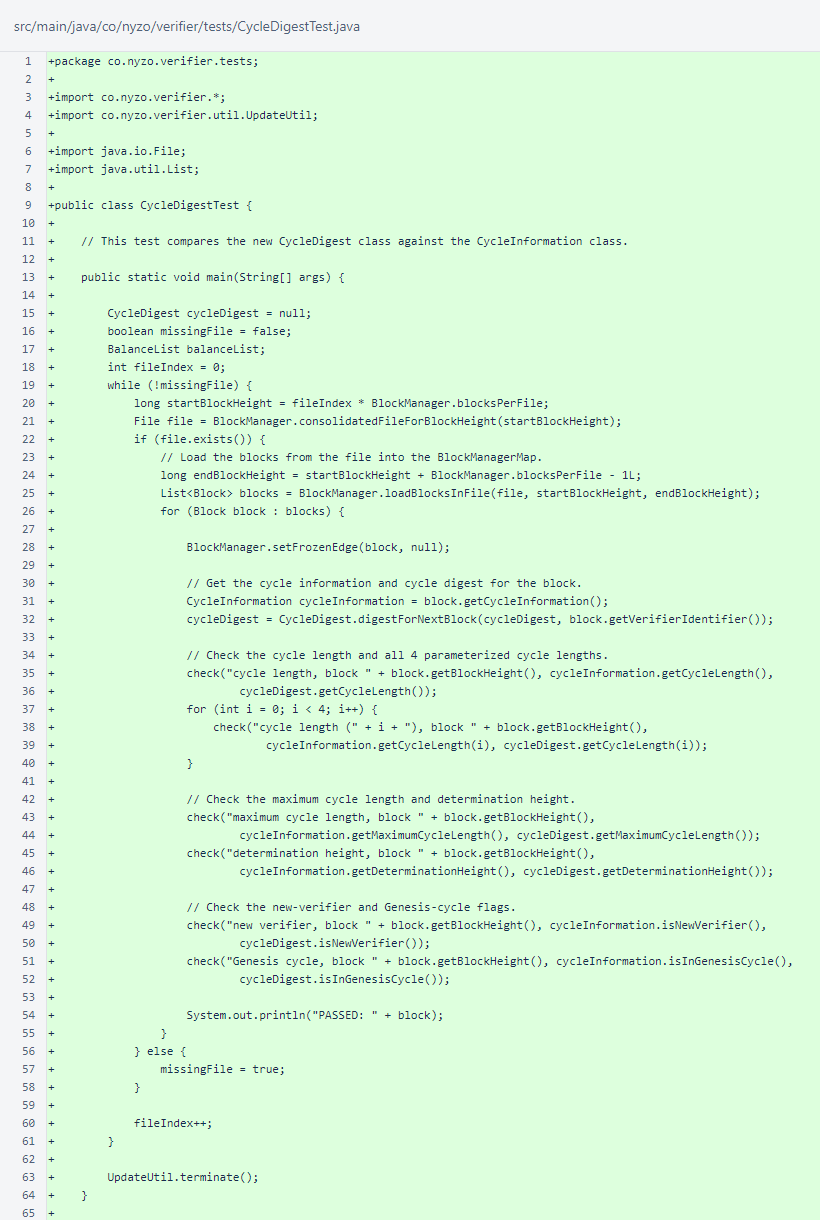 src/main/java/co/nyzo/verifier/tests/CycleDigestTest.java
1 +package co.nyzo.verifier.tests;
2 +
3 +import co.nyzo.verifier.*;
4 +import co.nyzo.verifier.util.UpdateUtil;
5 +
6 +import java.io.File;
7 +import java.util.List;
8 +
9 +public class CycleDigestTest {
10 +
11 +    // This test compares the new CycleDigest class against the CycleInformation class.
12 +
13 +    public static void main(String[] args) {
14 +
15 +        CycleDigest cycleDigest = null;
16 +        boolean missingFile = false;
17 +        BalanceList balanceList;
18 +        int fileIndex = 0;
19 +        while (!missingFile) {
20 +            long startBlockHeight = fileIndex * BlockManager.blocksPerFile;
21 +            File file = BlockManager.consolidatedFileForBlockHeight(startBlockHeight);
22 +            if (file.exists()) {
23 +                // Load the blocks from the file into the BlockManagerMap.
24 +                long endBlockHeight = startBlockHeight + BlockManager.blocksPerFile - 1L;
25 +                List<Block> blocks = BlockManager.loadBlocksInFile(file, startBlockHeight, endBlockHeight);
26 +                for (Block block : blocks) {
27 +
28 +                    BlockManager.setFrozenEdge(block, null);
29 +
30 +                    // Get the cycle information and cycle digest for the block.
31 +                    CycleInformation cycleInformation = block.getCycleInformation();
32 +                    cycleDigest = CycleDigest.digestForNextBlock(cycleDigest, block.getVerifierIdentifier());
33 +
34 +                    // Check the cycle length and all 4 parameterized cycle lengths.
35 +                    check("cycle length, block " + block.getBlockHeight(), cycleInformation.getCycleLength(),
36 +                            cycleDigest.getCycleLength());
37 +                    for (int i = 0; i < 4; i++) {
38 +                        check("cycle length (" + i + "), block " + block.getBlockHeight(),
39 +                                cycleInformation.getCycleLength(i), cycleDigest.getCycleLength(i));
40 +                    }
41 +
42 +                    // Check the maximum cycle length and determination height.
43 +                    check("maximum cycle length, block " + block.getBlockHeight(),
44 +                            cycleInformation.getMaximumCycleLength(), cycleDigest.getMaximumCycleLength());
45 +                    check("determination height, block " + block.getBlockHeight(),
46 +                            cycleInformation.getDeterminationHeight(), cycleDigest.getDeterminationHeight());
47 +
48 +                    // Check the new-verifier and Genesis-cycle flags.
49 +                    check("new verifier, block " + block.getBlockHeight(), cycleInformation.isNewVerifier(),
50 +                            cycleDigest.isNewVerifier());
51 +                    check("Genesis cycle, block " + block.getBlockHeight(), cycleInformation.isInGenesisCycle(),
52 +                            cycleDigest.isInGenesisCycle());
53 +
54 +                    System.out.println("PASSED: " + block);
55 +                }
56 +            } else {
57 +                missingFile = true;
58 +            }
59 +
60 +            fileIndex++;
61 +        }
62 +
63 +        UpdateUtil.terminate();
64 +    }
65 +